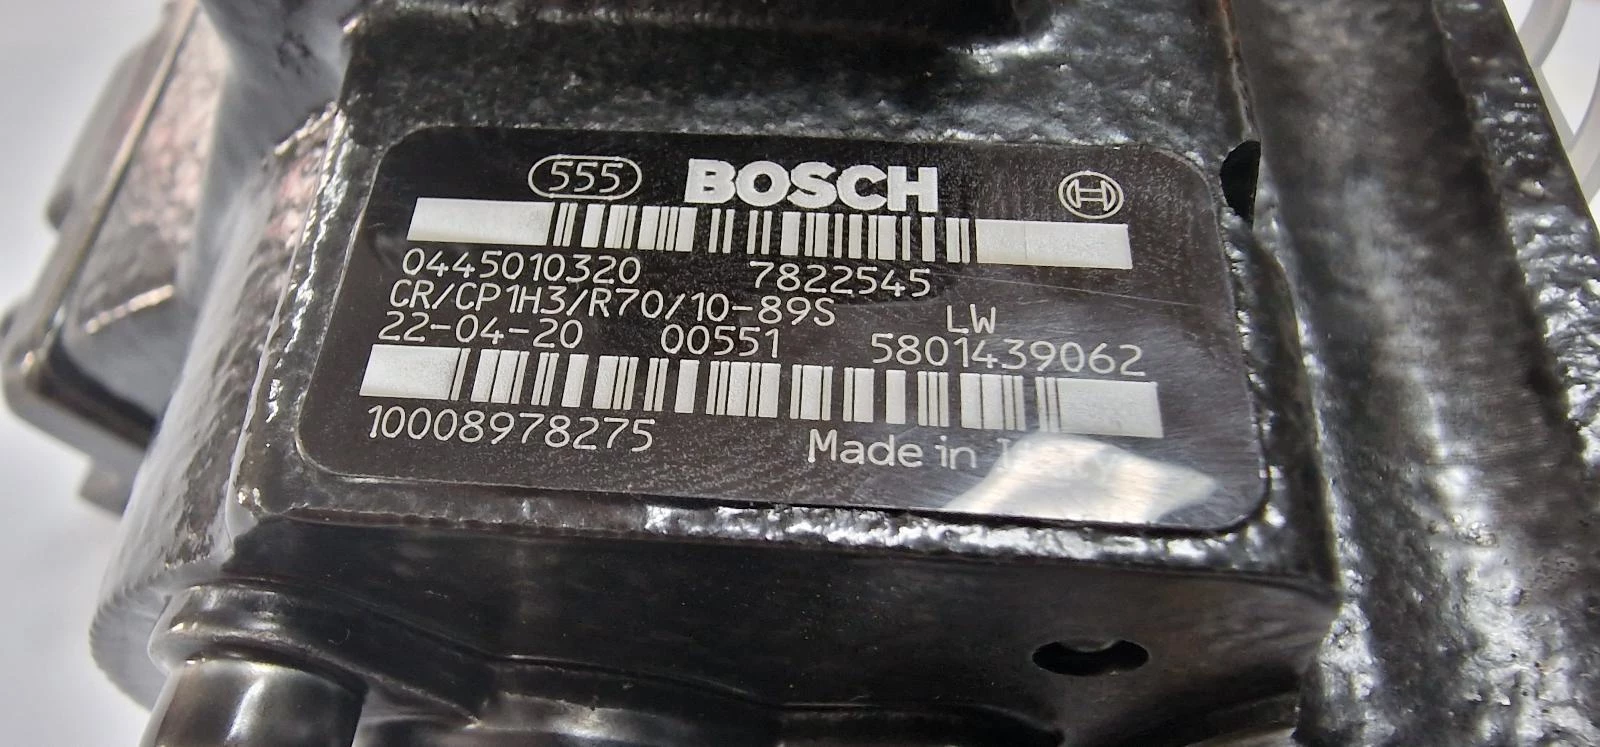 555 BOSCH
0445010320 7822545
CR/CP1H3/R70/10-89S LW
22-04-20 00551 5801439062
10008978275 Made in